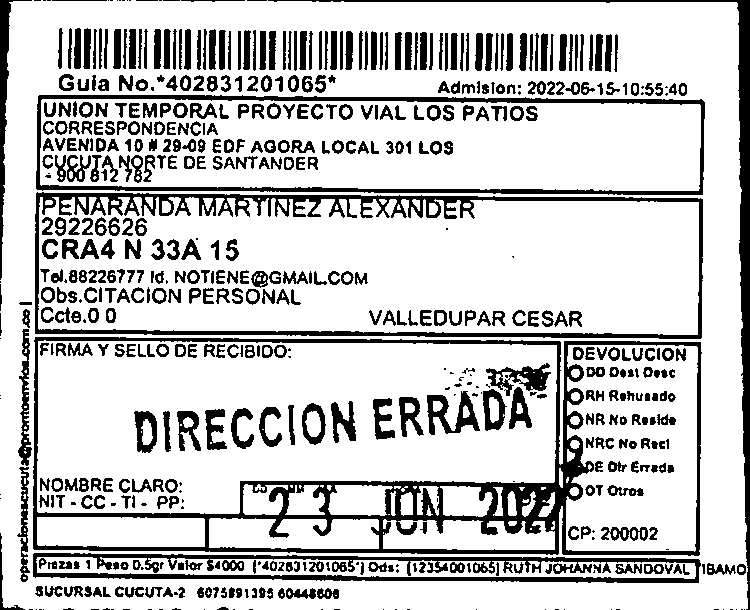 Guia No.*402831201065*
Admision: 2022-06-15-10:55:40
UNION TEMPORAL PROYECTO VIAL LOS PATIOS
CORRESPONDENCIA
AVENIDA 10 # 29-09 EDF AGORA LOCAL 301 LOS
CUCUTA NORTE DE SANTANDER
- 900 812 782
PENARANDA MARTINEZ ALEXANDER
29226626
CRA4 N 33A 15
Tel.88226777 Id. NOTIENE@GMAIL.COM
Obs.CITACION PERSONAL
Ccte.0 0 VALLEDUPAR CESAR
operacionescucuta@prontoenvios.com.co |
FIRMA Y SELLO DE RECIBIDO:
DIRECCION ERRADA
NOMBRE CLARO:
NIT - CC - TI - PP:
23 JUN 2022
DEVOLUCION
DD Dest Desc
RH Rehusado
NR No Reside
NRC No Recl
DE Dir Errada
OT Otros
CP: 200002
Piezas 1 Peso 0.5gr Valor $4000 (*402831201065*) Ods: (12354001065) RUTH JOHANNA SANDOVAL TIBAMO
SUCURSAL CUCUTA-2 6075891395